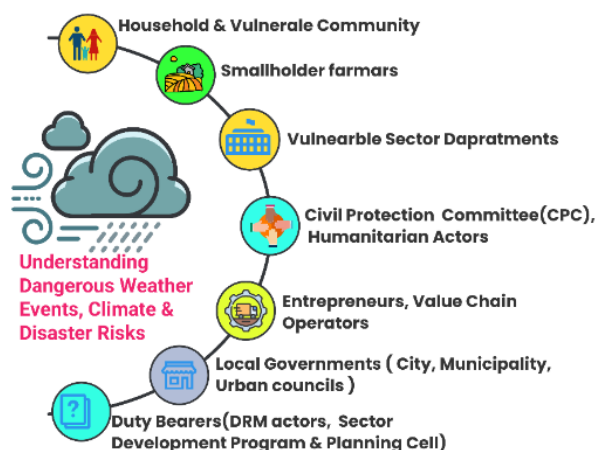 Household & Vulnerale Community
Smallholder farmars
Vulnearble Sector Dapratments
Civil Protection Committee(CPC),
Humanitarian Actors
Understanding
Dangerous Weather
Events, Climate &
Disaster Risks
Entrepreneurs, Value Chain
Operators
Local Governments ( City, Municipality,
Urban councils )
?
Duty Bearers(DRM actors, Sector
Development Program & Planning Cell)